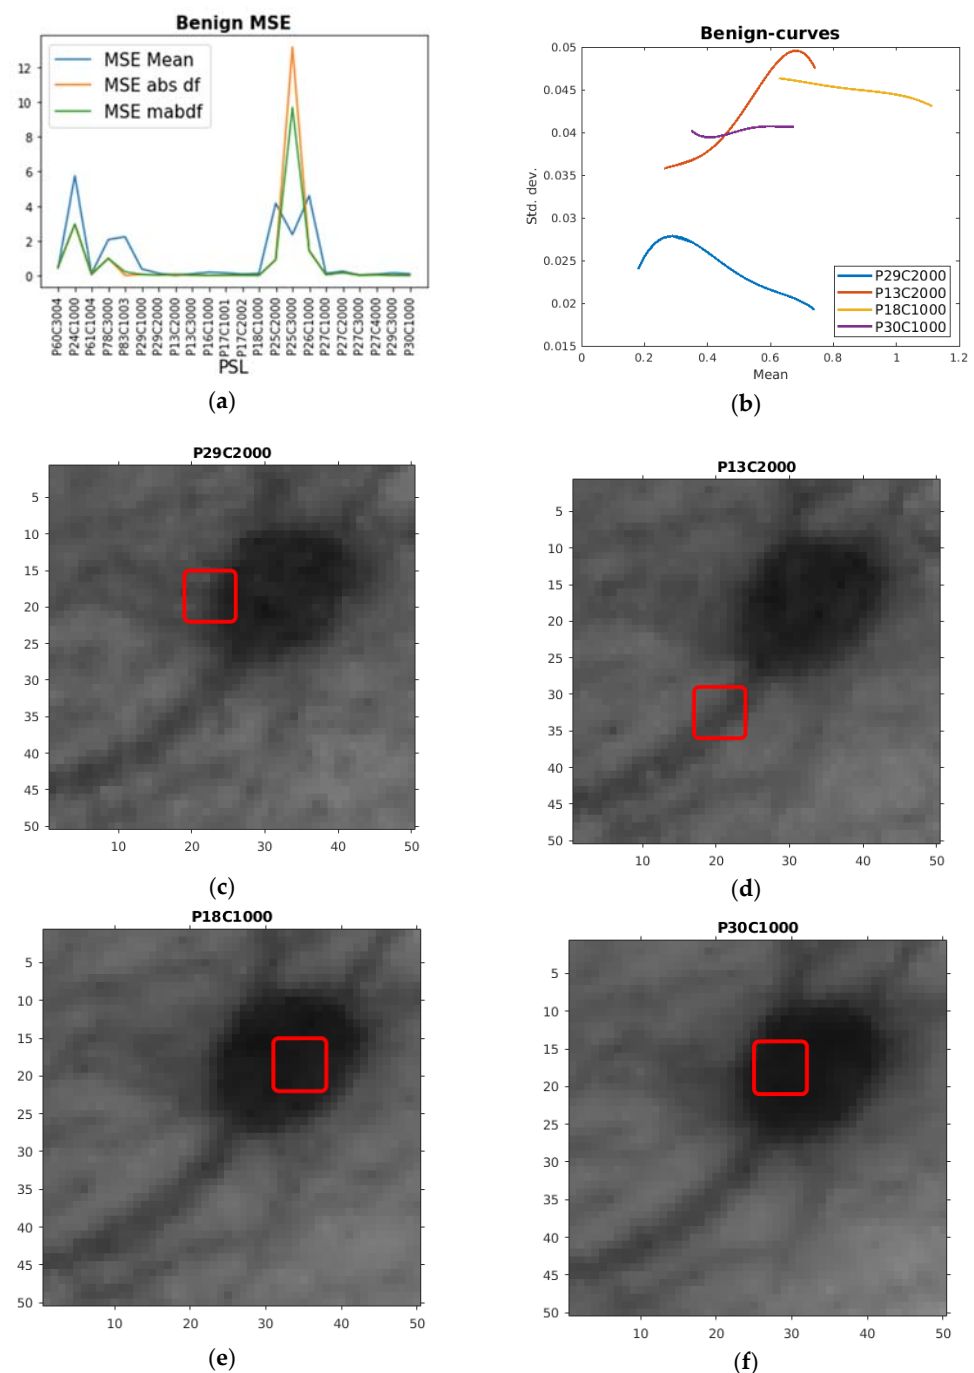 Benign MSE
MSE Mean
MSE abs df
MSE mabdf
12
10
8
6
4
2
0
P60C3004
P24C1000
P61C1004
P78C3000
P83C1003
P29C1000
P29C2000
P13C2000
P13C3000
P16C1000
P17C1001
P17C2002
P18C1000
P25C2000
P25C3000
P26C1000
P27C1000
P27C2000
P27C3000
P27C4000
P29C3000
P30C1000
PSL
(a)
Benign-curves
0.05
0.045
0.04
0.035
0.03
0.025
0.02
0.015
Std. dev.
P29C2000
P13C2000
P18C1000
P30C1000
0 0.2 0.4 0.6 0.8 1 1.2
Mean
(b)
P29C2000
5
10
15
20
25
30
35
40
45
50
10 20 30 40 50
(c)
P13C2000
5
10
15
20
25
30
35
40
45
50
10 20 30 40 50
(d)
P18C1000
5
10
15
20
25
30
35
40
45
50
10 20 30 40 50
(e)
P30C1000
5
10
15
20
25
30
35
40
45
50
10 20 30 40 50
(f)